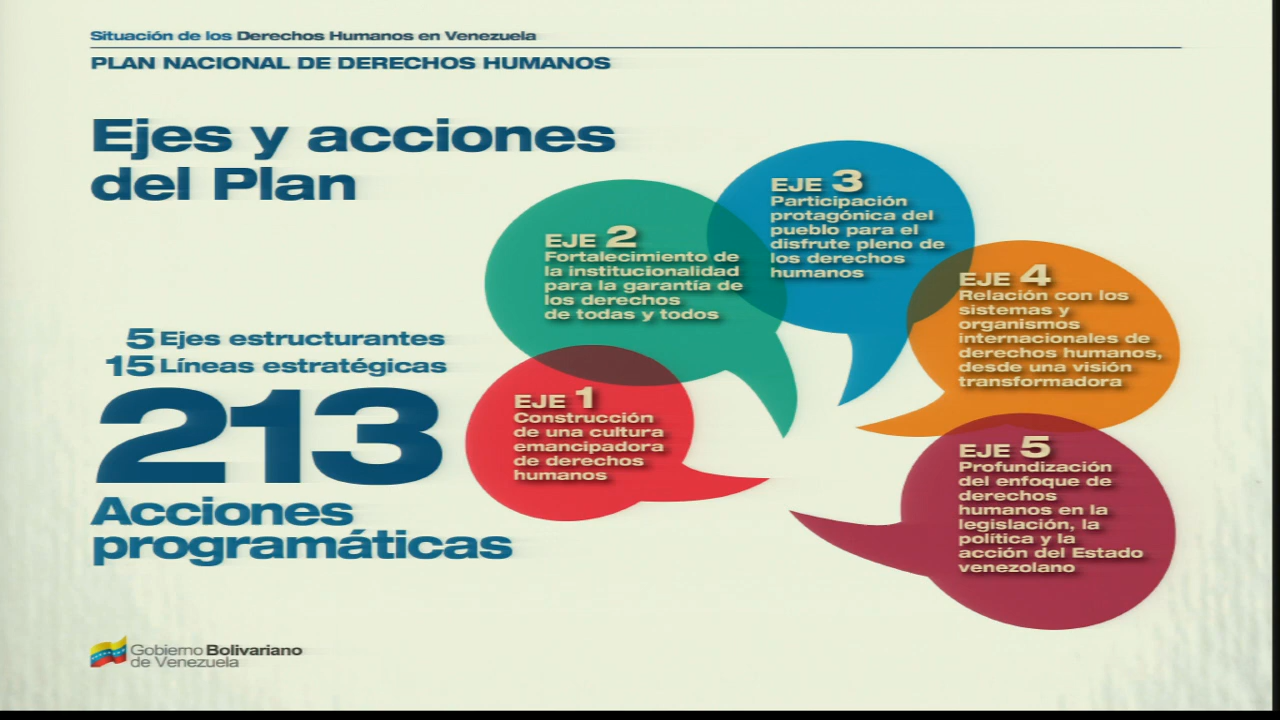 Situación de los Derechos Humanos en Venezuela
PLAN NACIONAL DE DERECHOS HUMANOS
Ejes y acciones
del Plan
5 Ejes estructurantes
15 Líneas estratégicas
213
Acciones
programáticas
EJE 1
Construcción
de una cultura
emancipadora
de derechos
humanos
EJE 2
Fortalecimiento de
la institucionalidad
para la garantía de
los derechos
de todas y todos
EJE 3
Participación
protagónica del
pueblo para el
disfrute pleno de
los derechos
humanos
EJE 4
Relación con los
sistemas y
organismos
internacionales de
derechos humanos,
desde una visión
transformadora
EJE 5
Profundización
del enfoque de
derechos
humanos en la
legislación, la
política y la
acción del Estado
venezolano
Gobierno Bolivariano
de Venezuela